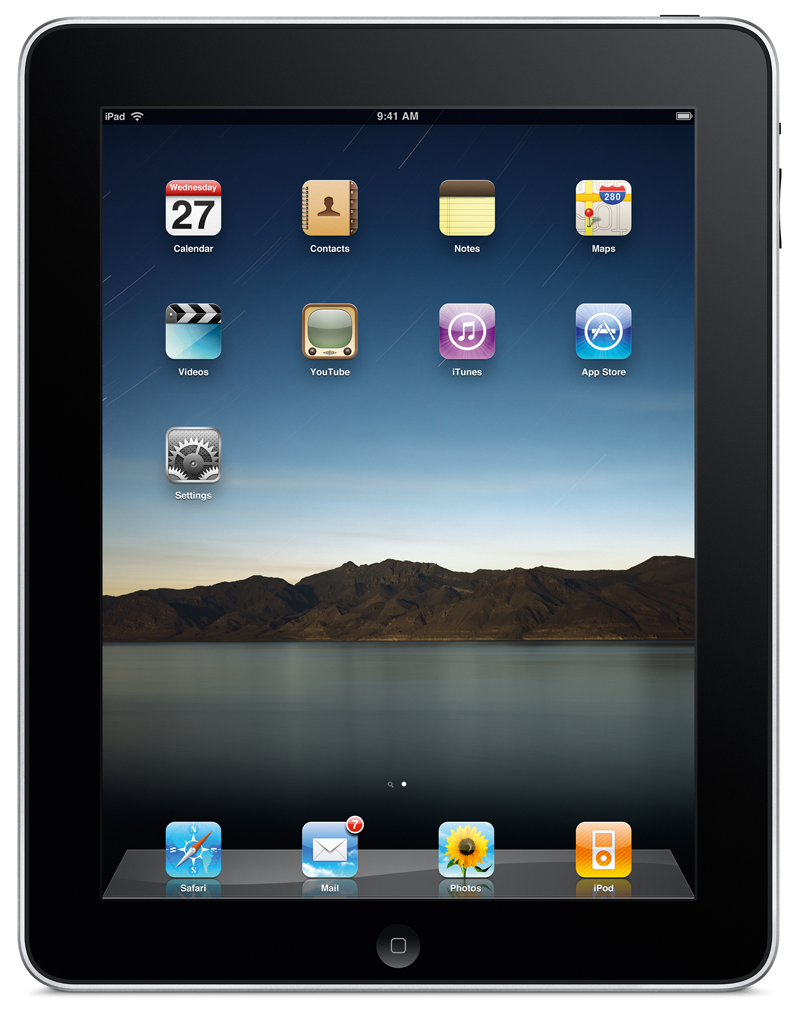 iPad 9:41 AM
Wednesday
27
280
Calendar Contacts Notes Maps
Videos YouTube iTunes App Store
Settings
7
N
S
Safari Mail Photos iPod